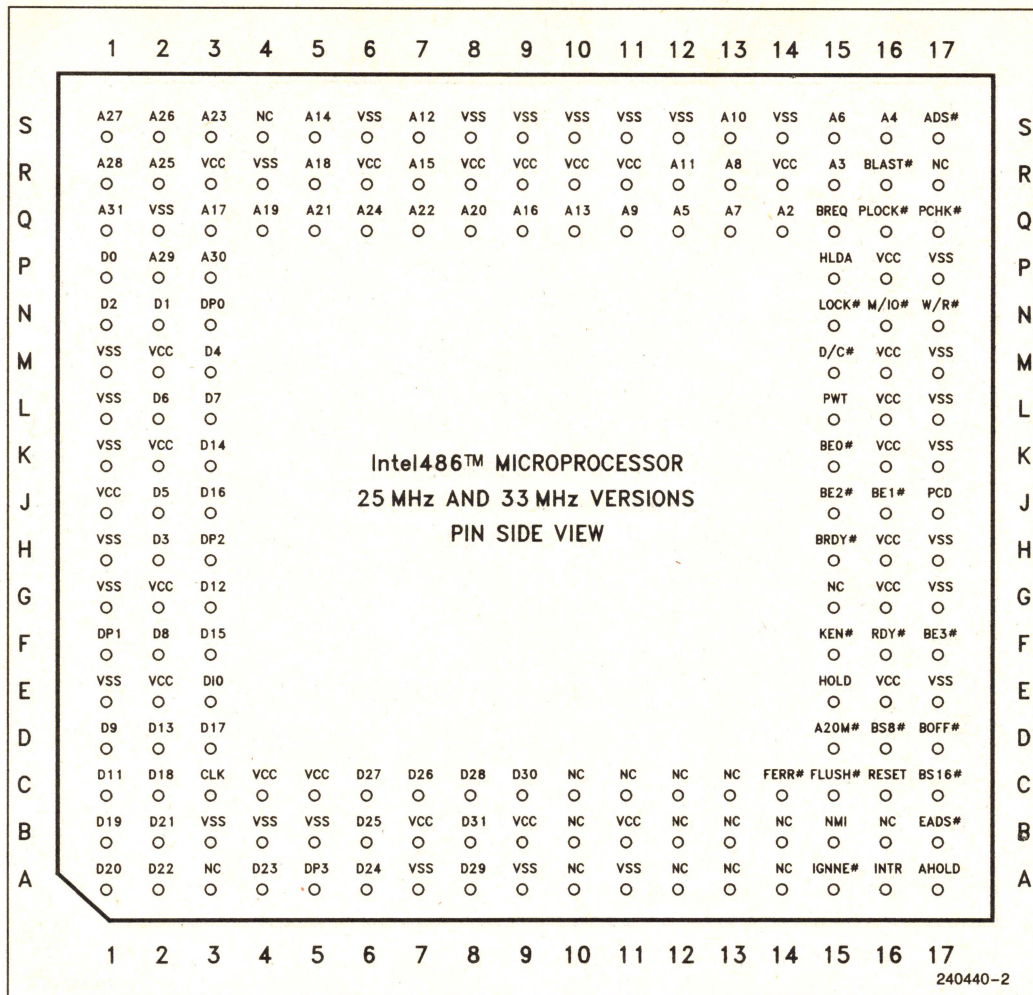 1 2 3 4 5 6 7 8 9 10 11 12 13 14 15 16 17
S A27 A26 A23 NC A14 VSS A12 VSS VSS VSS VSS VSS A10 VSS A6 A4 ADS# S
R A28 A25 VCC VSS A18 VCC A15 VCC VCC VCC VCC A11 A8 VCC A3 BLAST# NC R
Q A31 VSS A17 A19 A21 A24 A22 A20 A16 A13 A9 A5 A7 A2 BREQ PLOCK# PCHK# Q
P D0 A29 A30 HLDA VCC VSS P
N D2 D1 DP0 LOCK# M/IO# W/R# N
M VSS VCC D4 D/C# VCC VSS M
L VSS D6 D7 PWT VCC VSS L
K VSS VCC D14 BE0# VCC VSS K
Intel486™ MICROPROCESSOR
J VCC D5 D16 BE2# BE1# PCD J
25 MHz AND 33 MHz VERSIONS
H VSS D3 DP2 BRDY# VCC VSS H
PIN SIDE VIEW
G VSS VCC D12 NC VCC VSS G
F DP1 D8 D15 KEN# RDY# BE3# F
E VSS VCC DI0 HOLD VCC VSS E
D D9 D13 D17 A20M# BS8# BOFF# D
C D11 D18 CLK VCC VCC D27 D26 D28 D30 NC NC NC NC FERR# FLUSH# RESET BS16# C
B D19 D21 VSS VSS VSS D25 VCC D31 VCC NC VCC NC NC NC NMI NC EADS# B
A D20 D22 NC D23 DP3 D24 VSS D29 VSS NC VSS NC NC NC IGNNE# INTR AHOLD A
1 2 3 4 5 6 7 8 9 10 11 12 13 14 15 16 17
240440-2